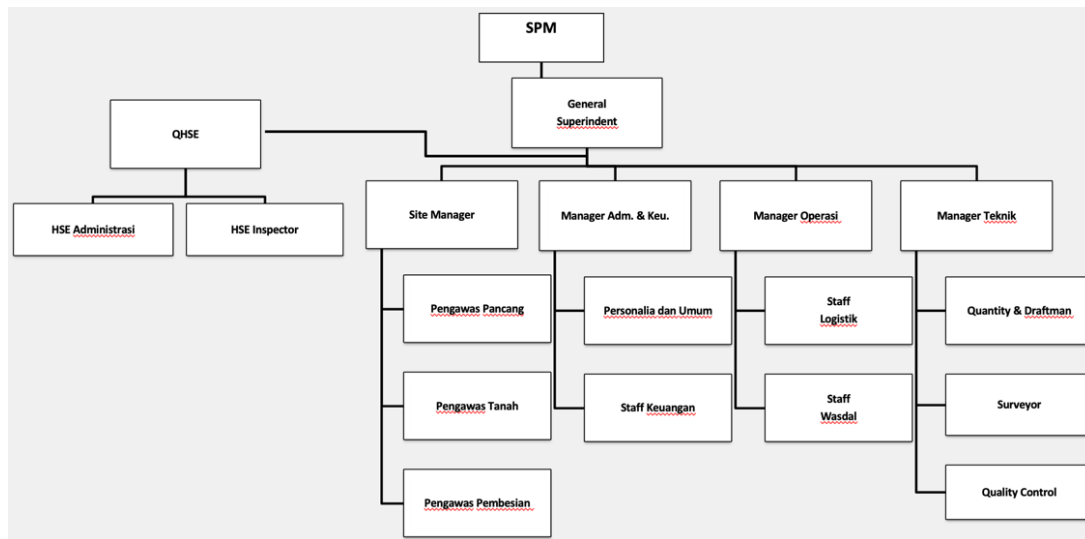 SPM
General
Superindent
QHSE
HSE Administrasi
HSE Inspector
Site Manager
Manager Adm. & Keu.
Manager Operasi
Manager Teknik
Pengawas Pancang
Personalia dan Umum
Staff
Logistik
Quantity & Draftman
Pengawas Tanah
Staff Keuangan
Staff
Wasdal
Surveyor
Pengawas Pembesian
Quality Control